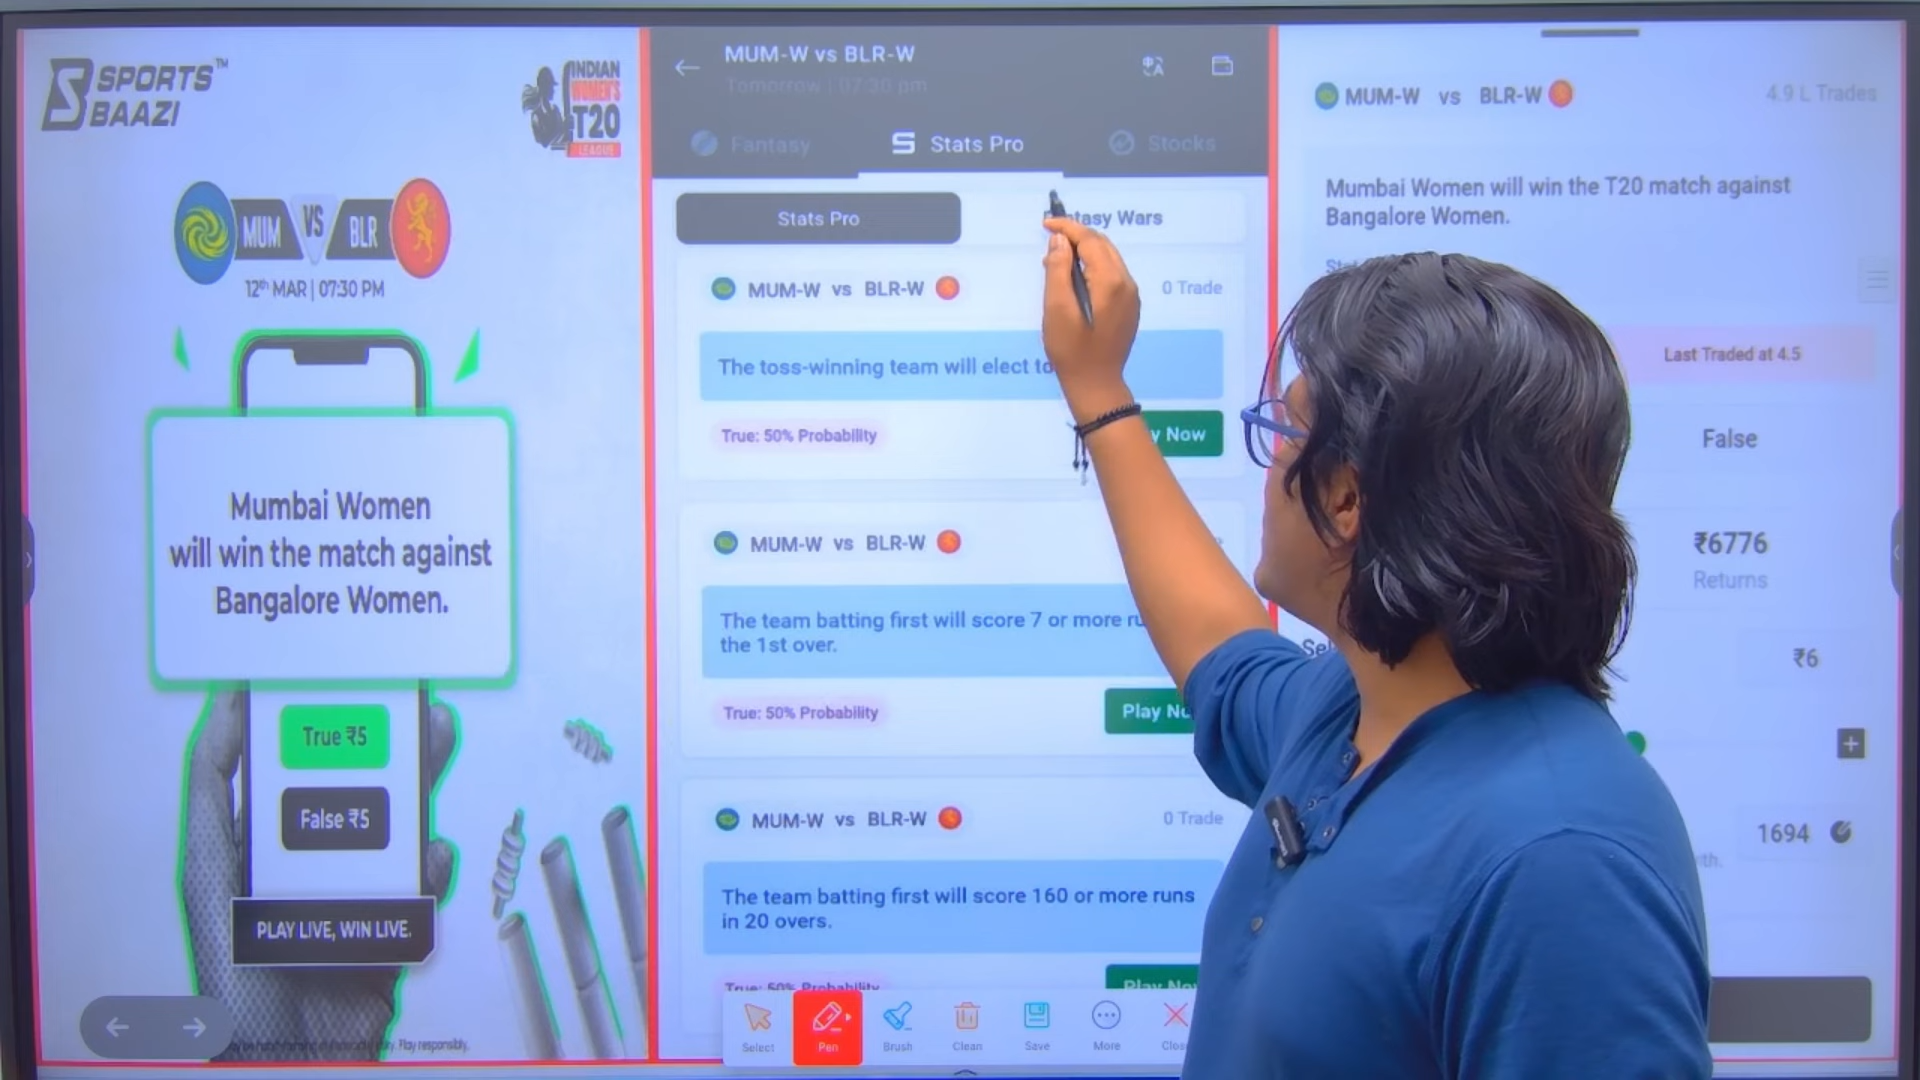 SPORTS™
BAAZI
INDIAN
WOMEN'S
T20
LEAGUE
MUM VS BLR
12th MAR | 07:30 PM
Mumbai Women
will win the match against
Bangalore Women.
True ₹5
False ₹5
PLAY LIVE, WIN LIVE.
Play responsibly.
MUM-W vs BLR-W
Tomorrow | 07:30 pm
Fantasy
Stats Pro
Stocks
Stats Pro
Wars
MUM-W vs BLR-W
0 Trade
The toss-winning team will elect to
True: 50% Probability
Now
MUM-W vs BLR-W
The team batting first will score 7 or more
the 1st over.
True: 50% Probability
Play
MUM-W vs BLR-W
0 Trade
The team batting first will score 160 or more runs
in 20 overs.
True: 50% Probability
Play
Select
Pen
Brush
Clean
Save
More
MUM-W vs BLR-W
4.9 L Trades
Mumbai Women will win the T20 match against
Bangalore Women.
Last Traded at 4.5
False
₹6776
Returns
₹6
1694